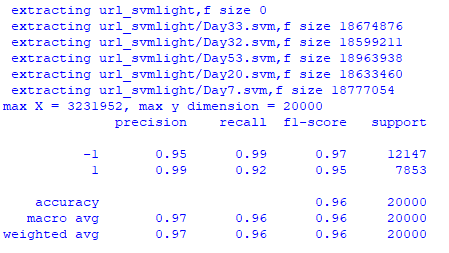 extracting url_svmlight,f size 0
extracting url_svmlight/Day33.svm,f size 18674876
extracting url_svmlight/Day32.svm,f size 18599211
extracting url_svmlight/Day53.svm,f size 18963938
extracting url_svmlight/Day20.svm,f size 18633460
extracting url_svmlight/Day7.svm,f size 18777054
max X = 3231952, max y dimension = 20000
precision recall f1-score support
-1 0.95 0.99 0.97 12147
1 0.99 0.92 0.95 7853
accuracy 0.96 20000
macro avg 0.97 0.96 0.96 20000
weighted avg 0.97 0.96 0.96 20000